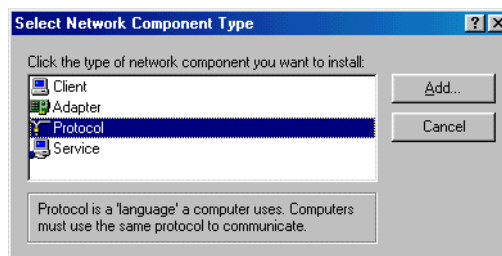 Select Network Component Type
Click the type of network component you want to install:
Client
Add...
Adapter
Protocol
Cancel
Service
Protocol is a 'language' a computer uses. Computers
must use the same protocol to communicate.